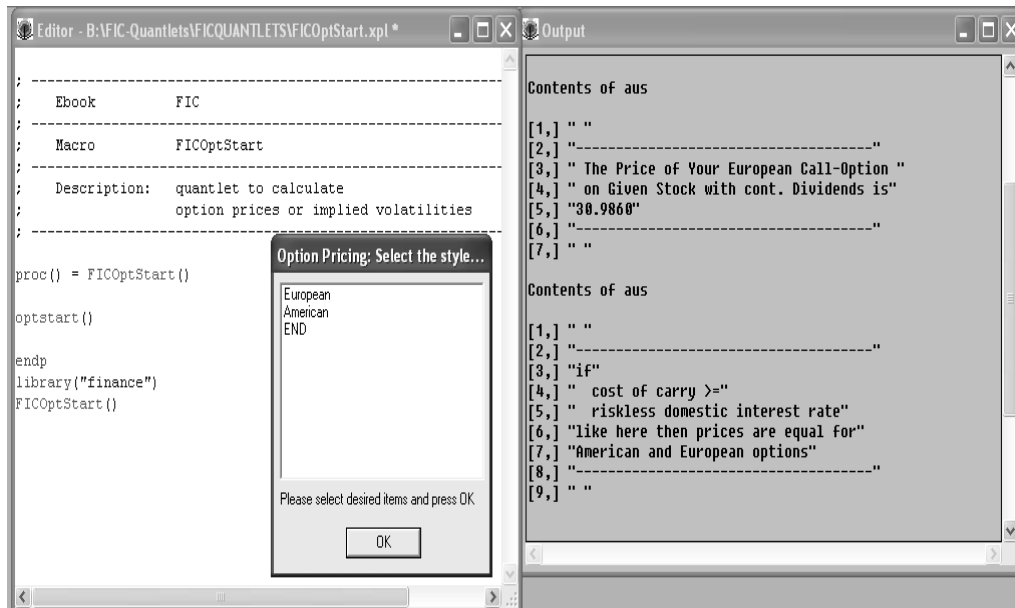 Editor - B:\FIC-Quantlets\FICQUANTLETS\FICOptStart.xpl *
; -----------------------------------------------------------
; Ebook FIC
; -----------------------------------------------------------
; Macro FICOptStart
; -----------------------------------------------------------
; Description: quantlet to calculate
; option prices or implied volatilities
; -----------------------------------------------------------
proc() = FICOptStart()
optstart()
endp
library("finance")
FICOptStart()
Option Pricing: Select the style...
European
American
END
Please select desired items and press OK
OK
Output
Contents of aus
[1,] " "
[2,] "-------------------------------------"
[3,] " The Price of Your European Call-Option "
[4,] " on Given Stock with cont. Dividends is"
[5,] "30.9860"
[6,] "-------------------------------------"
[7,] " "
Contents of aus
[1,] " "
[2,] "-------------------------------------"
[3,] "if"
[4,] "  cost of carry >="
[5,] "  riskless domestic interest rate"
[6,] "like here then prices are equal for"
[7,] "American and European options"
[8,] "-------------------------------------"
[9,] " "